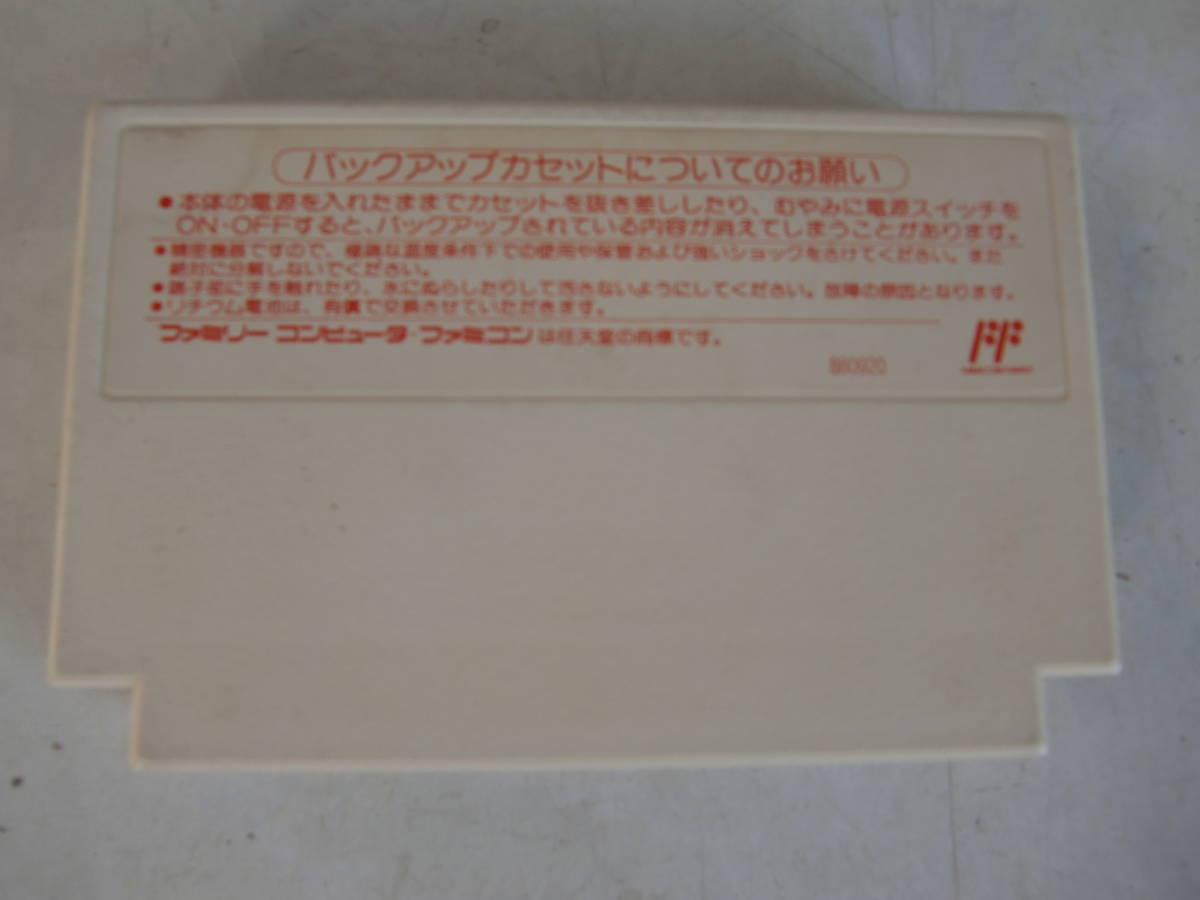 バックアップカセットについてのお願い
●本体の電源を入れたままでカセットを抜き差ししたり、むやみに電源スイッチを
ON・OFFすると、バックアップされている内容が消えてしまうことがあります。
●精密機器ですので、極端な温度条件下での使用や保管および強いショックをさけてください。また
絶対に分解しないでください。
●端子部に手を触れたり、水にぬらしたりして汚さないようにしてください。故障の原因となります。
●リチウム電池は、有償で交換させていただきます。
ファミリーコンピュータ・ファミコンは任天堂の商標です。